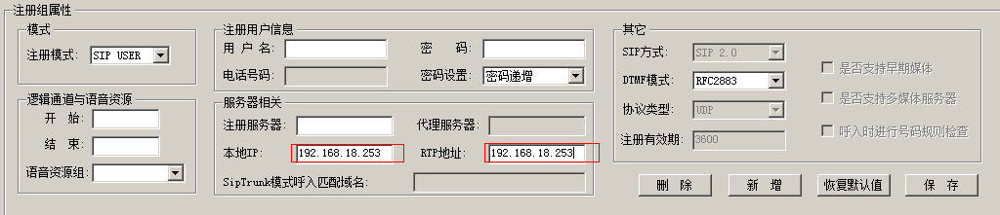 注册组属性
模式
注册模式: SIP USER
逻辑通道与语音资源
开 始:
结 束:
语音资源组:
注册用户信息
用 户 名: 密 码:
电话号码: 密码设置: 密码递增
服务器相关
注册服务器: 代理服务器:
本地IP: 192.168.18.253 RTP地址: 192.168.18.253
SipTrunk模式呼入匹配域名:
其它
SIP方式: SIP 2.0
DTMF模式: RFC2883
协议类型: UDP
注册有效期: 3600
是否支持早期媒体
是否支持多媒体服务器
呼入时进行号码规则检查
删 除 新 增 恢复默认值 保 存